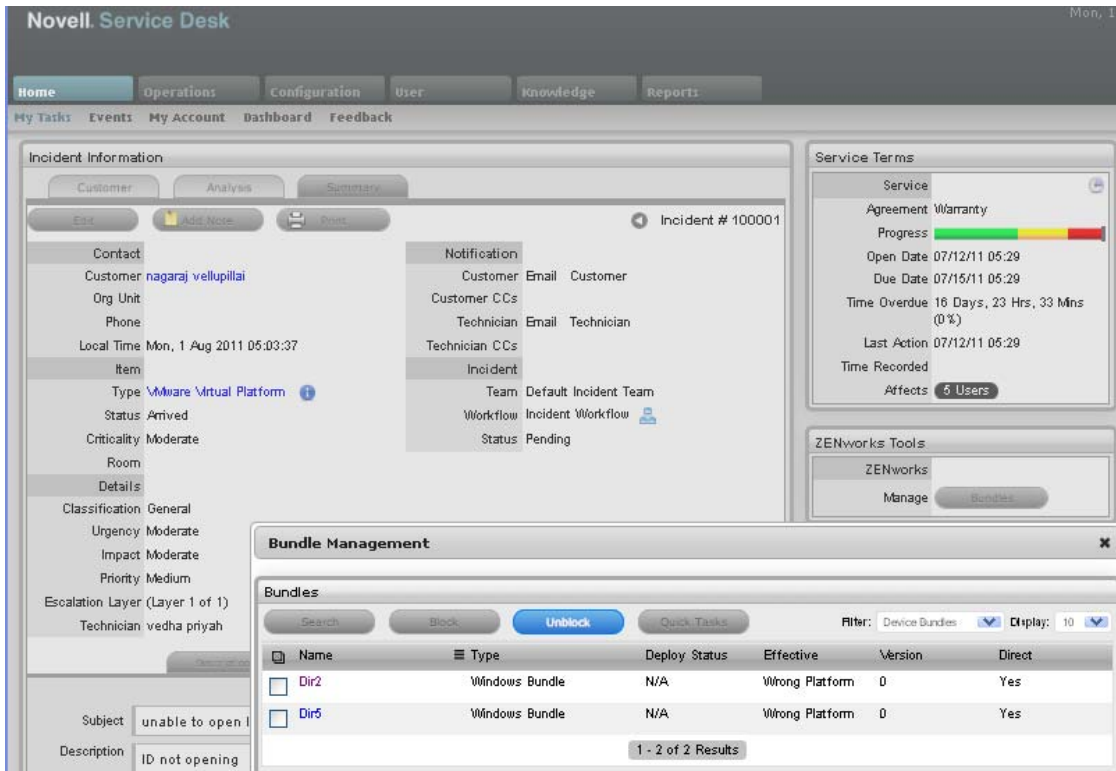 Novell. Service Desk
Mon, 1
Home Operations Configuration User Knowledge Reports
My Tasks Events My Account Dashboard Feedback
Incident Information
Customer Analysis Summary
Edit Add Note Print Incident # 100001
Contact
Customer nagaraj vellupillai
Org Unit
Phone
Local Time Mon, 1 Aug 2011 05:03:37
Item
Type VMware Virtual Platform
Status Arrived
Criticality Moderate
Room
Details
Classification General
Urgency Moderate
Impact Moderate
Priority Medium
Escalation Layer (Layer 1 of 1)
Technician vedha priyah
Notification
Customer Email Customer
Customer CCs
Technician Email Technician
Technician CCs
Incident
Team Default Incident Team
Workflow Incident Workflow
Status Pending
Subject unable to open I
Description ID not opening
Service Terms
Service
Agreement Warranty
Progress
Open Date 07/12/11 05:29
Due Date 07/15/11 05:29
Time Overdue 16 Days, 23 Hrs, 33 Mins
(0%)
Last Action 07/12/11 05:29
Time Recorded
Affects 5 Users
ZENworks Tools
ZENworks
Manage Bundles
Bundle Management
Bundles
Search Block Unblock Quick Tasks Filter: Device Bundles Display: 10
Name Type Deploy Status Effective Version Direct
Dir2 Windows Bundle N/A Wrong Platform 0 Yes
Dir5 Windows Bundle N/A Wrong Platform 0 Yes
1 - 2 of 2 Results